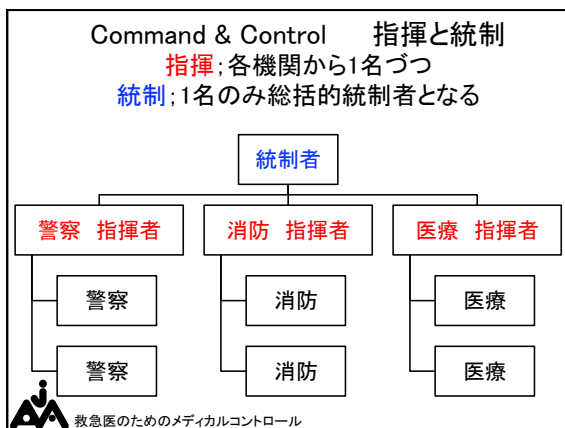 Command & Control　指揮と統制
指揮；各機関から1名づつ
統制；1名のみ総括的統制者となる
統制者
警察　指揮者
消防　指揮者
医療　指揮者
警察
消防
医療
警察
消防
医療
救急医のためのメディカルコントロール